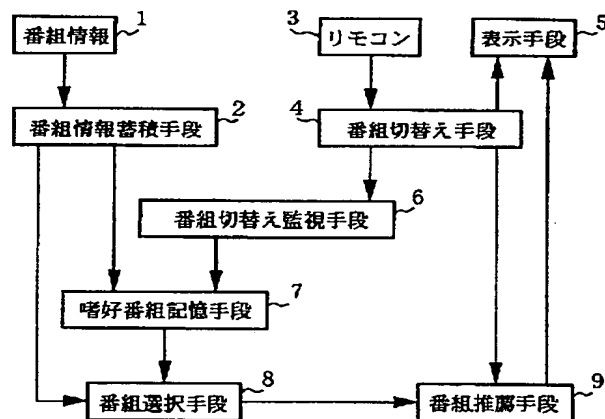 番組情報 1
リモコン 3
表示手段 5
番組情報蓄積手段 2
番組切替え手段 4
番組切替え監視手段 6
嗜好番組記憶手段 7
番組選択手段 8
番組推薦手段 9